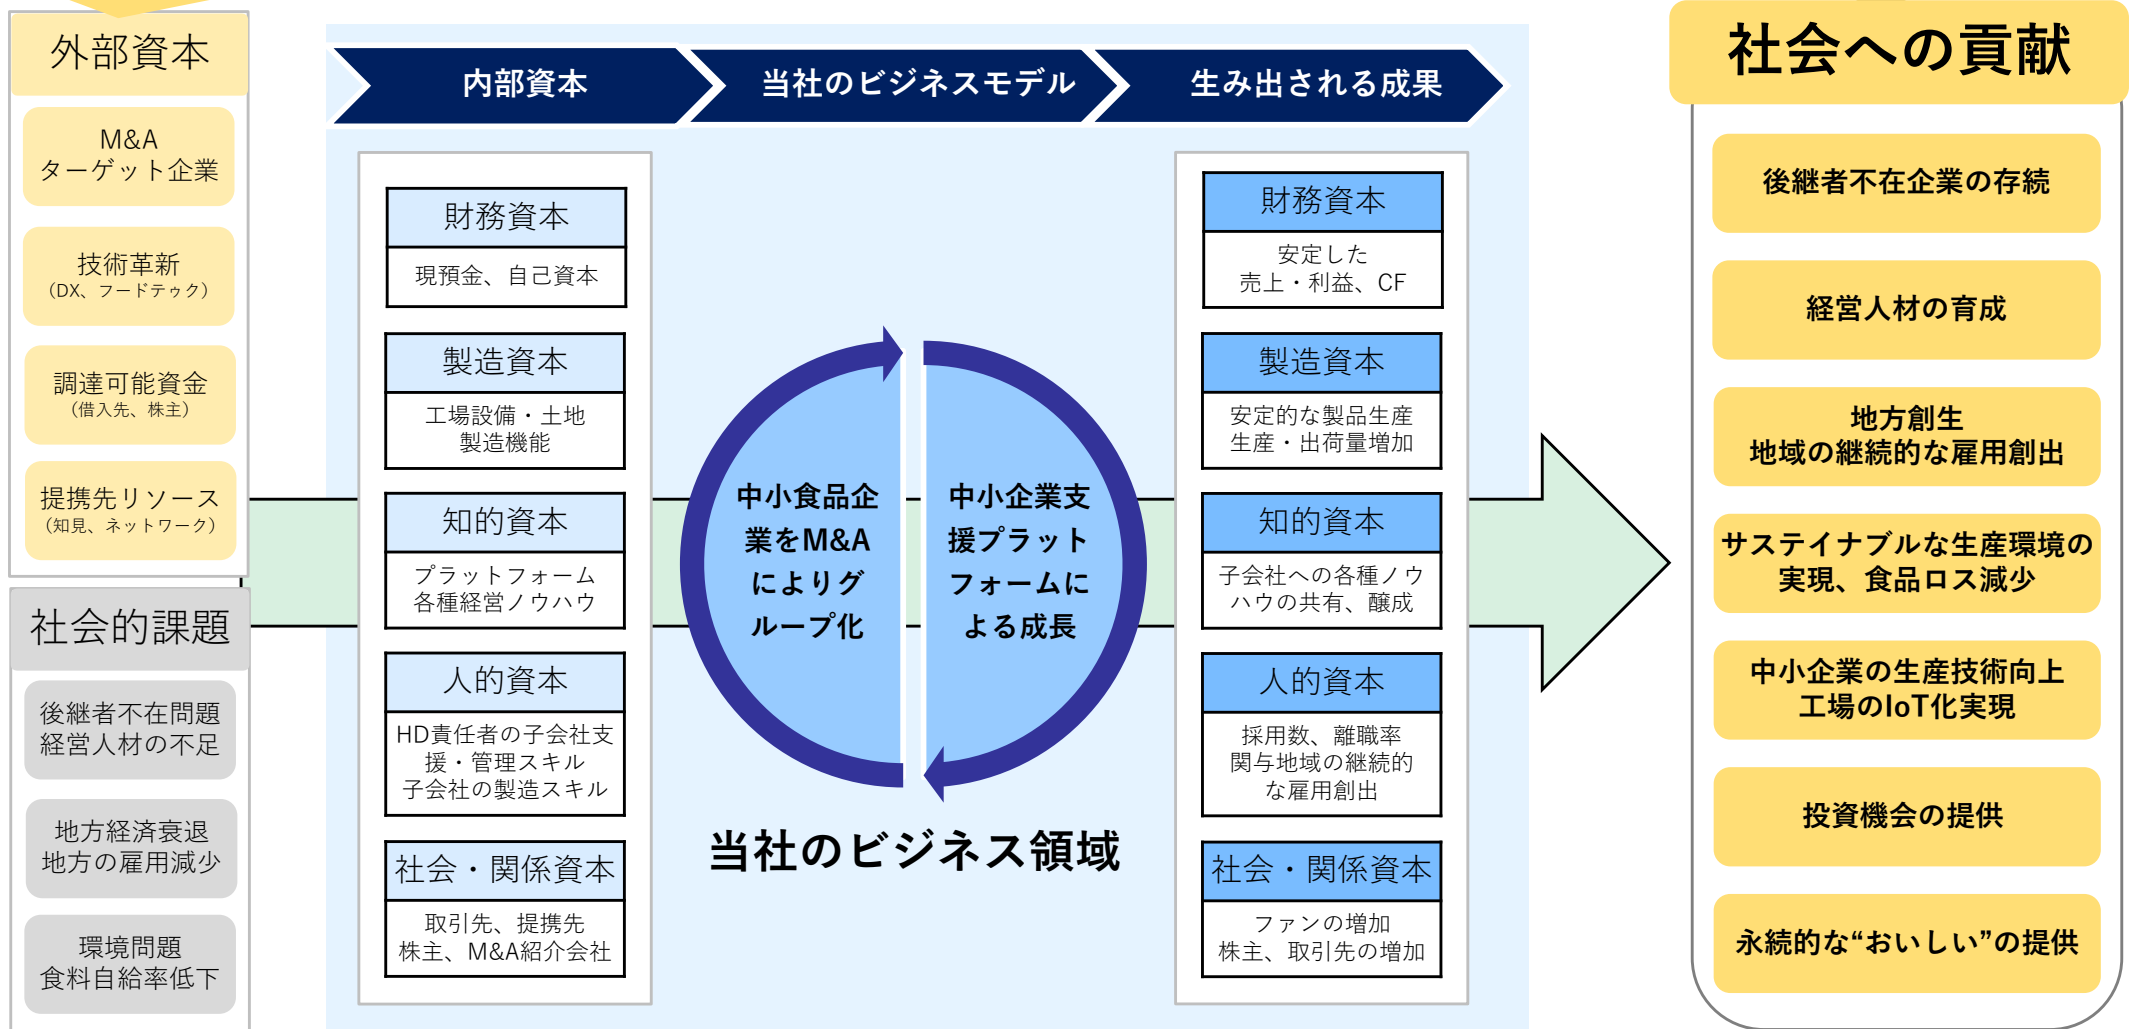 外部資本
M&A
ターゲット企業
技術革新
（DX、フードテゥク）
調達可能資金
（借入先、株主）
提携先リソース
（知見、ネットワーク）
社会的課題
後継者不在問題
経営人材の不足
地方経済衰退
地方の雇用減少
環境問題
食料自給率低下
内部資本
当社のビジネスモデル
生み出される成果
財務資本
現預金、自己資本
製造資本
工場設備・土地
製造機能
知的資本
プラットフォーム
各種経営ノウハウ
人的資本
HD責任者の子会社支
援・管理スキル
子会社の製造スキル
社会・関係資本
取引先、提携先
株主、M&A紹介会社
中小食品企
業をM&A
によりグ
ループ化
中小企業支
援プラット
フォームに
よる成長
当社のビジネス領域
財務資本
安定した
売上・利益、CF
製造資本
安定的な製品生産
生産・出荷量増加
知的資本
子会社への各種ノウ
ハウの共有、醸成
人的資本
採用数、離職率
関与地域の継続的
な雇用創出
社会・関係資本
ファンの増加
株主、取引先の増加
社会への貢献
後継者不在企業の存続
経営人材の育成
地方創生
地域の継続的な雇用創出
サステイナブルな生産環境の
実現、食品ロス減少
中小企業の生産技術向上
工場のIoT化実現
投資機会の提供
永続的な“おいしい”の提供